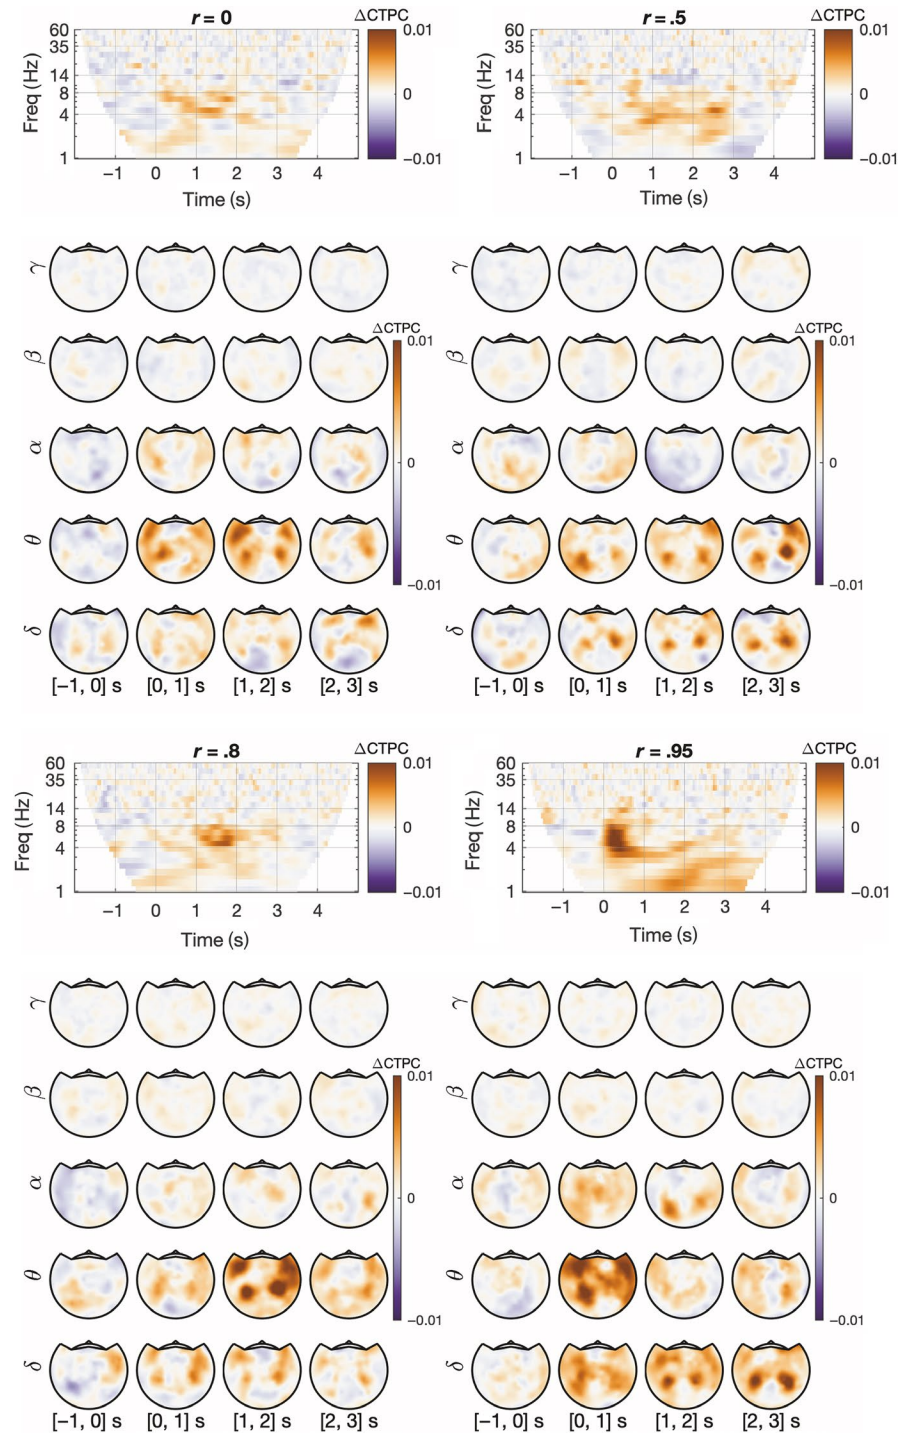 r = 0 ΔCTPC r = .5 ΔCTPC
60 0.01 60 0.01
35 35
14 14
8 0 8 0
4 4
1 −0.01 1 −0.01
Freq (Hz) Freq (Hz)
−1 0 1 2 3 4 −1 0 1 2 3 4
Time (s) Time (s)
γ γ
ΔCTPC ΔCTPC
β 0.01 β 0.01
α 0 α 0
θ −0.01 θ −0.01
δ δ
[−1, 0] s [0, 1] s [1, 2] s [2, 3] s [−1, 0] s [0, 1] s [1, 2] s [2, 3] s
r = .8 ΔCTPC r = .95 ΔCTPC
60 0.01 60 0.01
35 35
14 14
8 0 8 0
4 4
1 −0.01 1 −0.01
Freq (Hz) Freq (Hz)
−1 0 1 2 3 4 −1 0 1 2 3 4
Time (s) Time (s)
γ γ
ΔCTPC ΔCTPC
β 0.01 β 0.01
α 0 α 0
θ −0.01 θ −0.01
δ δ
[−1, 0] s [0, 1] s [1, 2] s [2, 3] s [−1, 0] s [0, 1] s [1, 2] s [2, 3] s